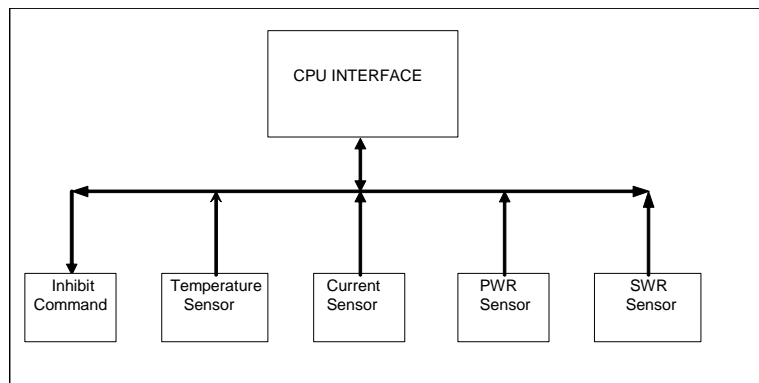 CPU INTERFACE
Inhibit
Command
Temperature
Sensor
Current
Sensor
PWR
Sensor
SWR
Sensor